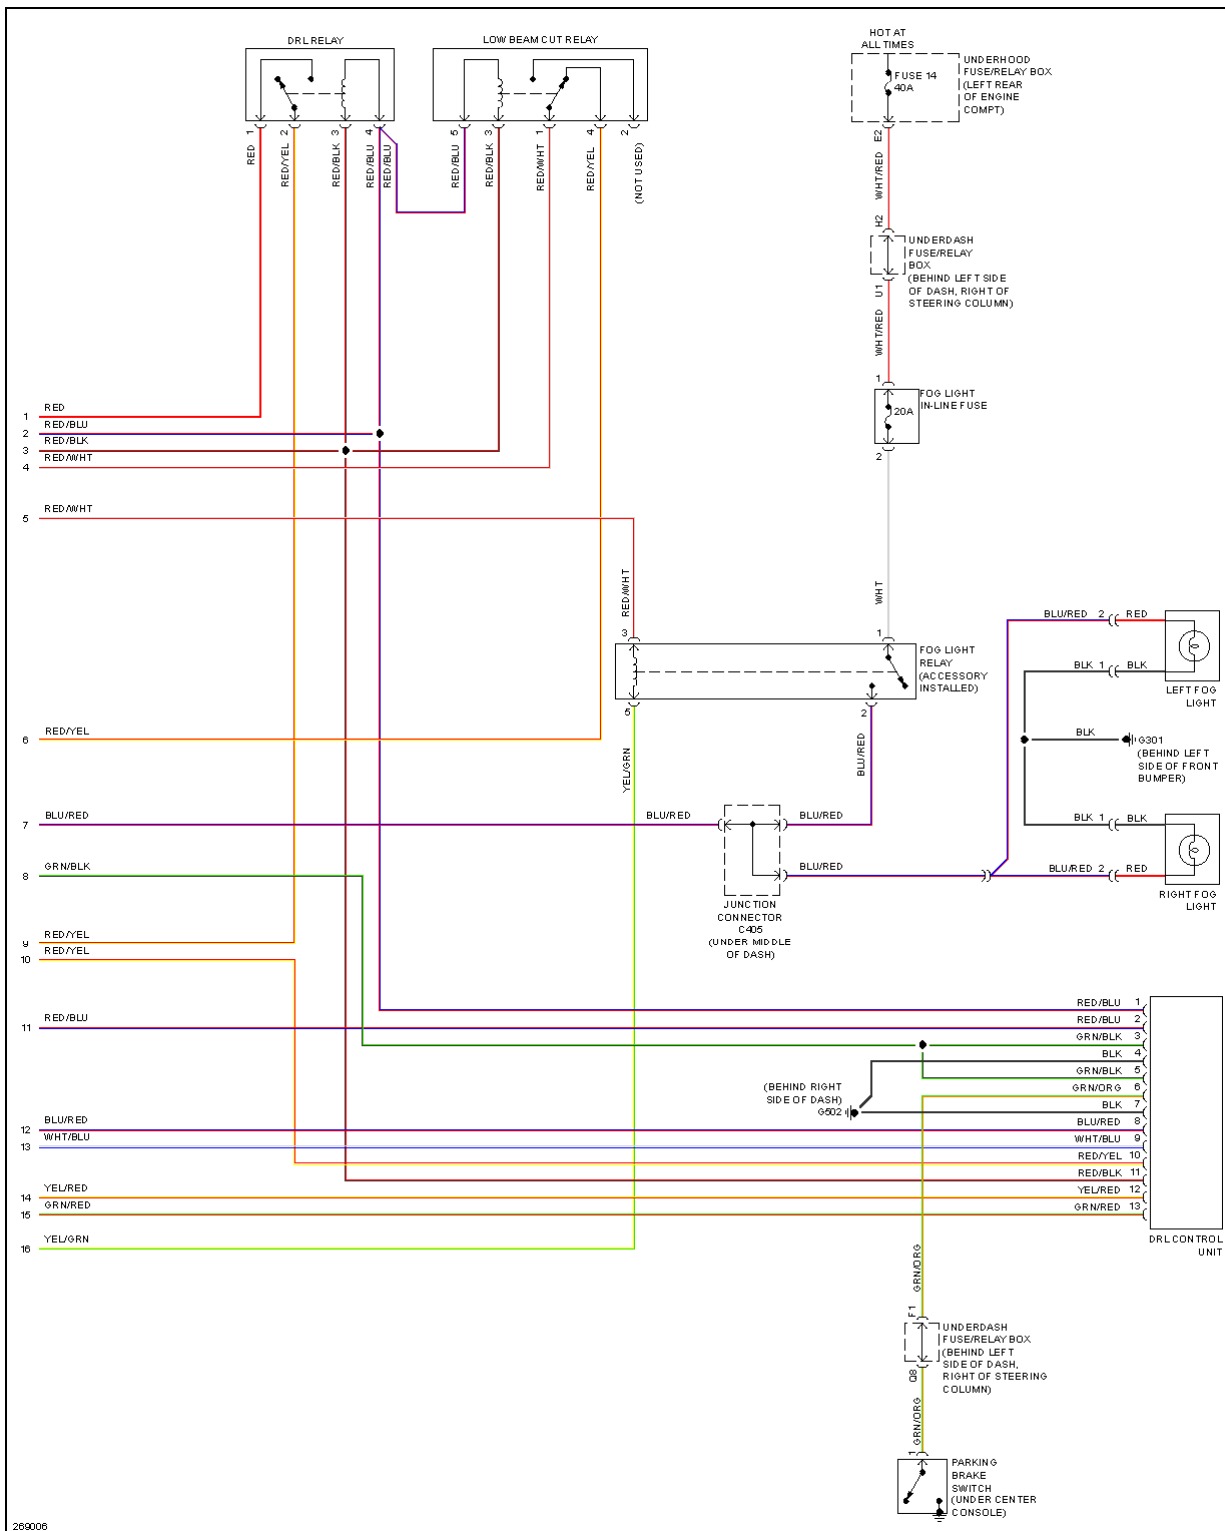 DRL RELAY
LOW BEAM CUT RELAY
HOT AT
ALL TIMES
FUSE 14
40A
UNDERHOOD
FUSE/RELAY BOX
(LEFT REAR
OF ENGINE
COMPT)
1
2
3
4
5
3
1
4
2
E2
RED
RED/YEL
RED/BLK
RED/BLU
RED/BLU
RED/BLU
RED/BLK
RED/WHT
RED/YEL
(NOT USED)
WHT/RED
H2
UNDERDASH
FUSE/RELAY
BOX
(BEHIND LEFT SIDE
OF DASH, RIGHT OF
STEERING COLUMN)
U1
WHT/RED
1
FOG LIGHT
IN-LINE FUSE
20A
2
1 RED
2 RED/BLU
3 RED/BLK
4 RED/WHT
5 RED/WHT
RED/WHT
WHT
3
1
FOG LIGHT
RELAY
(ACCESSORY
INSTALLED)
5
2
BLU/RED 2 RED
BLK 1 BLK
LEFT FOG
LIGHT
BLK
G301
(BEHIND LEFT
SIDE OF FRONT
BUMPER)
6 RED/YEL
YEL/GRN
BLU/RED
7 BLU/RED
BLU/RED
BLU/RED
BLK 1 BLK
8 GRN/BLK
BLU/RED
BLU/RED 2 RED
RIGHT FOG
LIGHT
JUNCTION
CONNECTOR
C405
(UNDER MIDDLE
OF DASH)
9 RED/YEL
10 RED/YEL
11 RED/BLU
RED/BLU 1
RED/BLU 2
GRN/BLK 3
BLK 4
GRN/BLK 5
GRN/ORG 6
BLK 7
BLU/RED 8
WHT/BLU 9
RED/YEL 10
RED/BLK 11
YEL/RED 12
GRN/RED 13
(BEHIND RIGHT
SIDE OF DASH)
G502
12 BLU/RED
13 WHT/BLU
14 YEL/RED
15 GRN/RED
16 YEL/GRN
DRL CONTROL
UNIT
GRN/ORG
F1
UNDERDASH
FUSE/RELAY BOX
(BEHIND LEFT
SIDE OF DASH,
RIGHT OF STEERING
COLUMN)
Q8
GRN/ORG
1
PARKING
BRAKE
SWITCH
(UNDER CENTER
CONSOLE)
269006